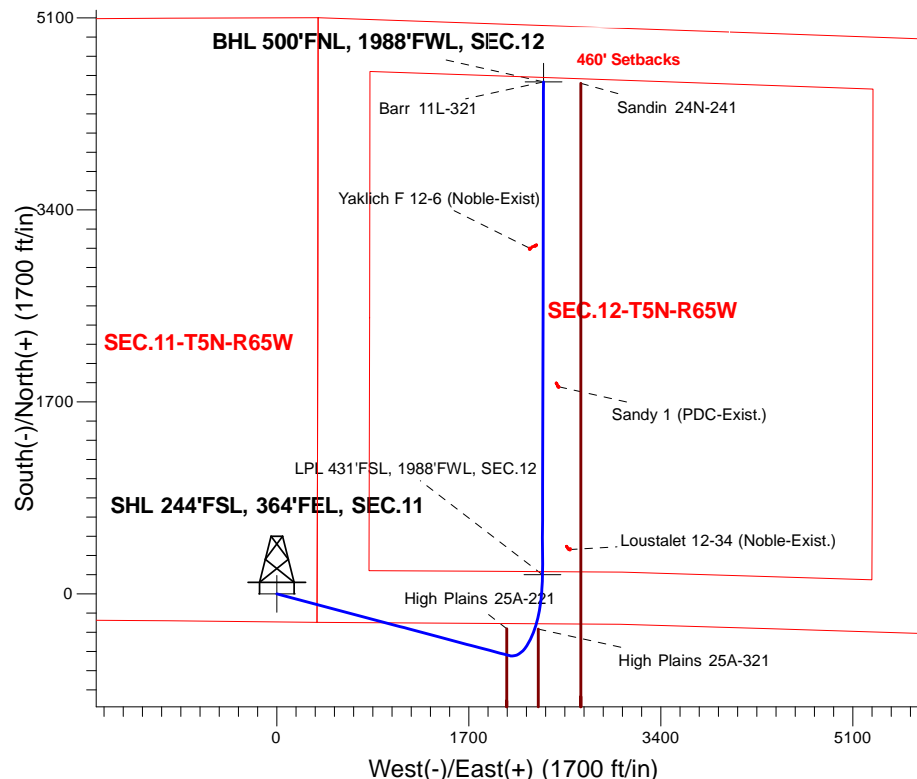 5100
BHL 500'FNL, 1988'FWL, SEC.12
460' Setbacks
Barr 11L-321
Sandin 24N-241
3400
Yaklich F 12-6 (Noble-Exist)
SEC.12-T5N-R65W
SEC.11-T5N-R65W
South(-)/North(+) (1700 ft/in)
1700
Sandy 1 (PDC-Exist.)
LPL 431'FSL, 1988'FWL, SEC.12
SHL 244'FSL, 364'FEL, SEC.11
Loustalet 12-34 (Noble-Exist.)
0
High Plains 25A-221
High Plains 25A-321
0
1700
3400
5100
West(-)/East(+) (1700 ft/in)